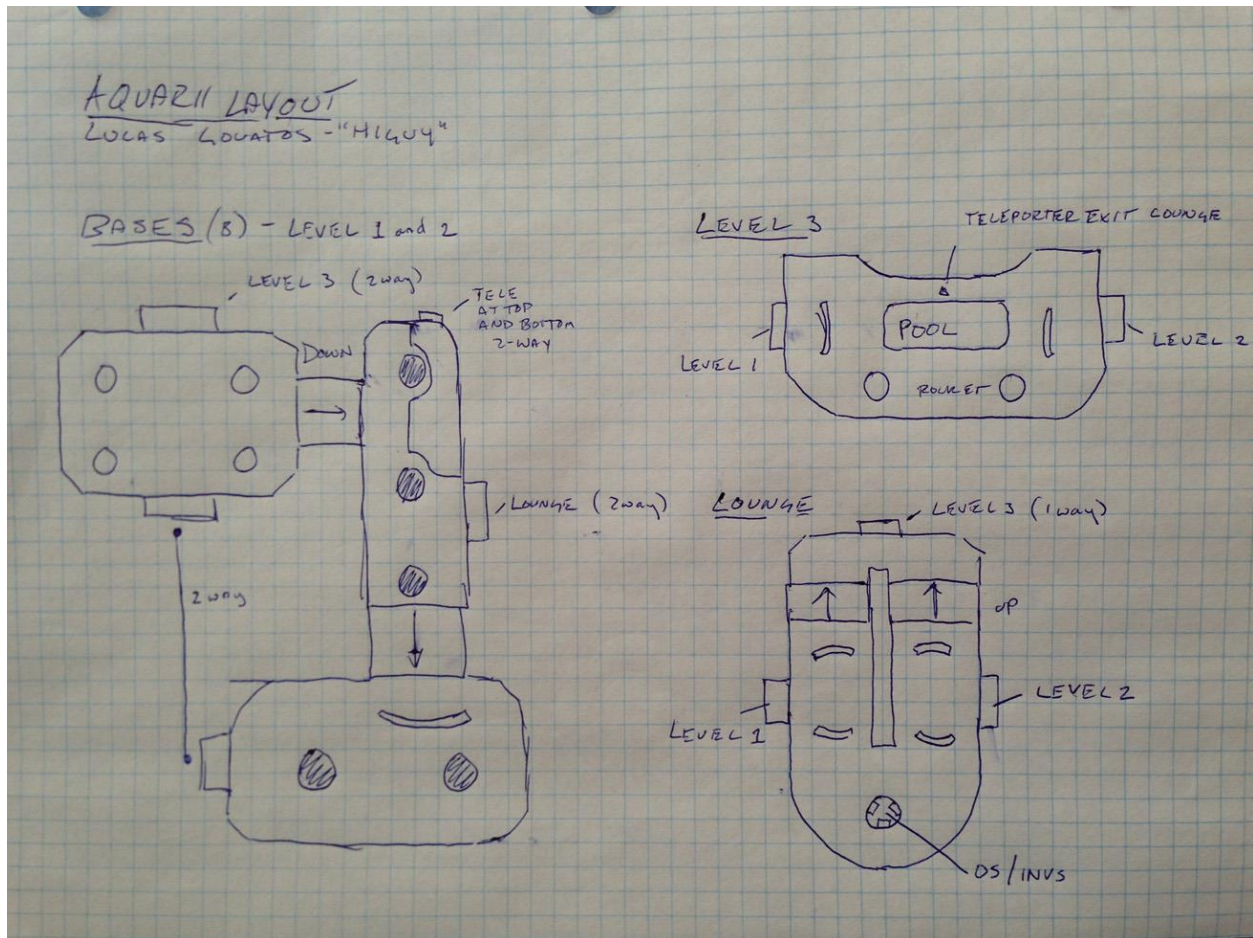 AQUARII LAYOUT
LUCAS GOVATOS - "HIGUY"
BASES (B) - LEVEL 1 and 2
LEVEL 3 (2way)
TELE
AT TOP
AND BOTTOM
2-WAY
DOWN
LOUNGE (2way)
2way
LEVEL 3
TELEPORTER EXIT LOUNGE
POOL
LEVEL 1
LEVEL 2
ROCKET
LOUNGE
LEVEL 3 (1way)
UP
LEVEL 1
LEVEL 2
OS/INVS